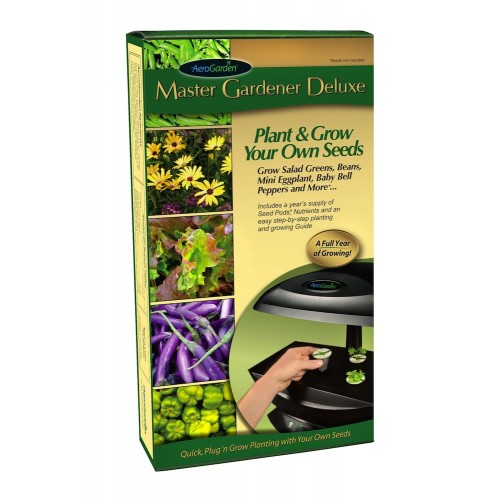 *Seeds not included
AeroGarden
Master Gardener Deluxe
Plant & Grow
Your Own Seeds
Grow Salad Greens, Beans,
Mini Eggplant, Baby Bell
Peppers and More*...
Includes a year's supply of
Seed Pods, Nutrients and an
easy step-by-step planting
and growing Guide
A Full Year
of Growing!
AeroGarden
Quick, Plug 'n Grow Planting with Your Own Seeds